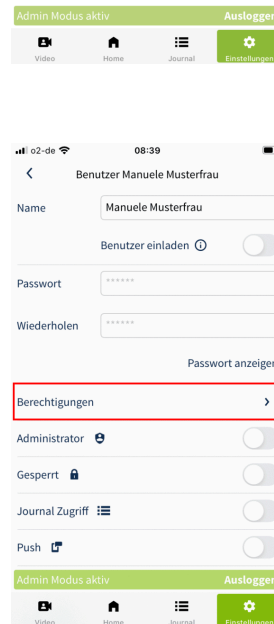 Admin Modus aktiv Ausloggen
Video Home Journal Einstellungen
o2-de 08:39
Benutzer Manuele Musterfrau
Name Manuele Musterfrau
Benutzer einladen
Passwort ******
Wiederholen ******
Passwort anzeigen
Berechtigungen
Administrator
Gesperrt
Journal Zugriff
Push
Admin Modus aktiv Ausloggen
Video Home Journal Einstellungen